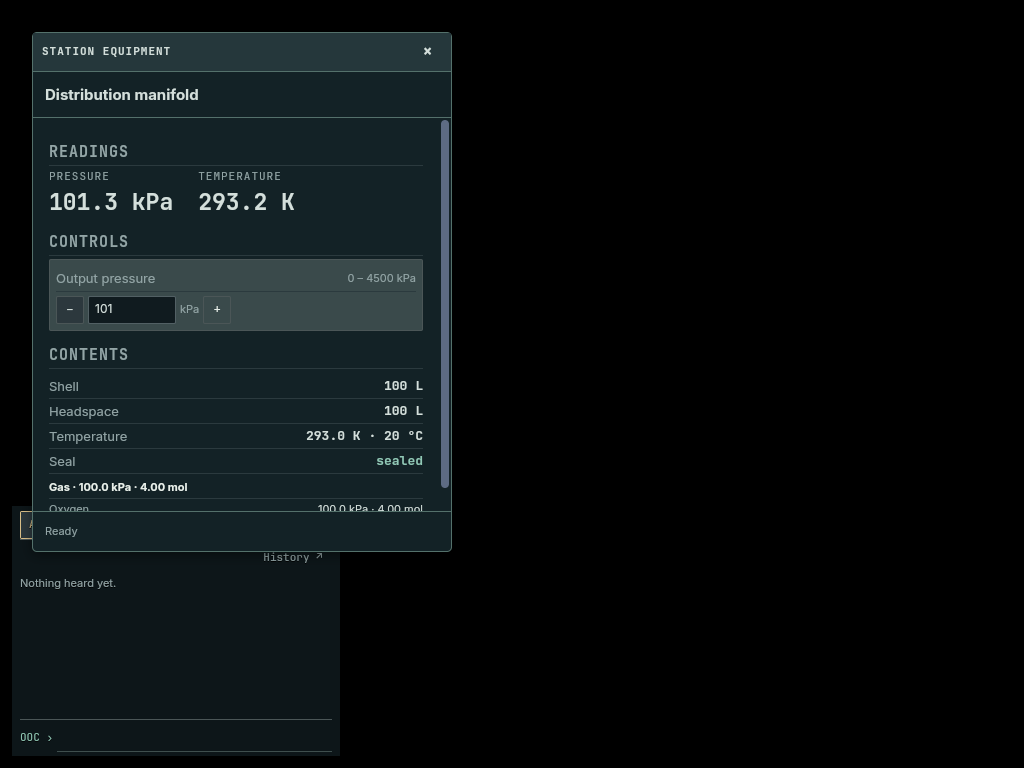 STATION EQUIPMENT ×
Distribution manifold
READINGS
PRESSURE TEMPERATURE
101.3 kPa 293.2 K
CONTROLS
Output pressure 0 – 4500 kPa
− 101 kPa +
CONTENTS
Shell 100 L
Headspace 100 L
Temperature 293.0 K · 20 °C
Seal sealed
Gas · 100.0 kPa · 4.00 mol
Oxygen 100.0 kPa · 4.00 mol
Ready
History ↗
Nothing heard yet.
OOC ›